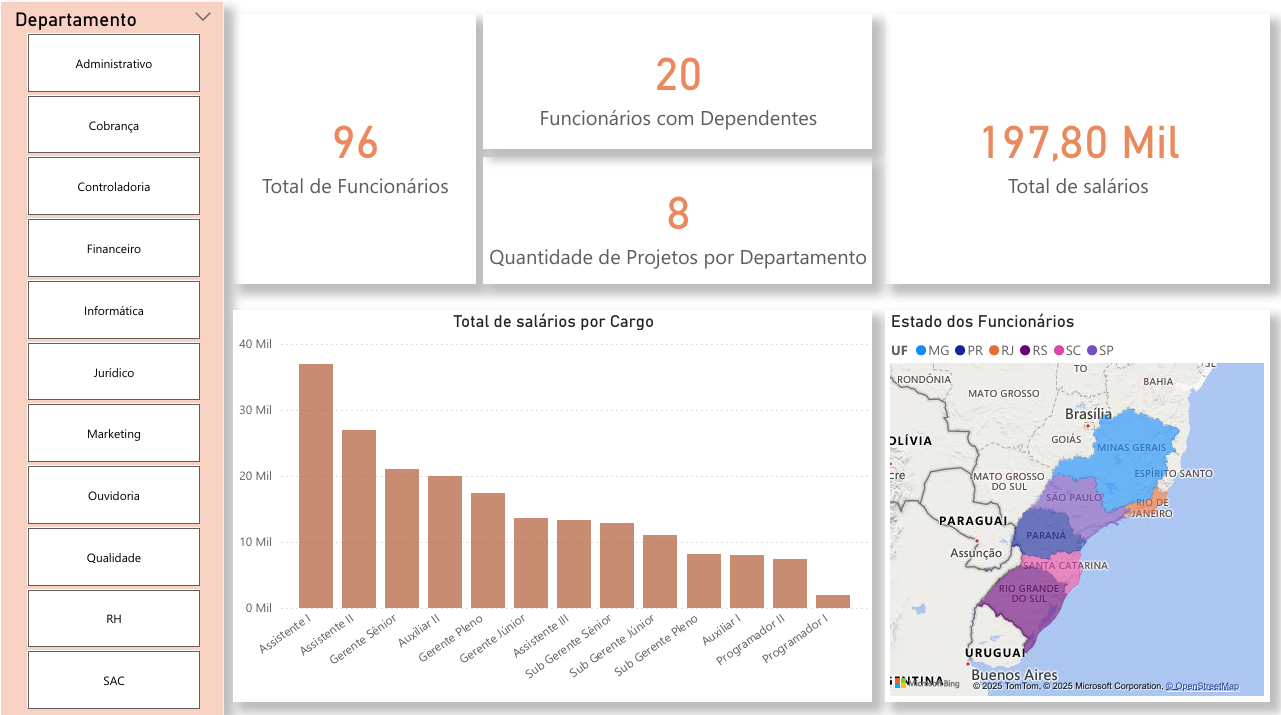 Departamento
Administrativo
Cobrança
Controladoria
Financeiro
Informática
Jurídico
Marketing
Ouvidoria
Qualidade
RH
SAC
96
Total de Funcionários
20
Funcionários com Dependentes
8
Quantidade de Projetos por Departamento
197,80 Mil
Total de salários
Total de salários por Cargo
40 Mil
30 Mil
20 Mil
10 Mil
0 Mil
Assistente I
Assistente II
Gerente Sênior
Auxiliar II
Gerente Pleno
Gerente Júnior
Assistente III
Sub Gerente Sênior
Sub Gerente Júnior
Sub Gerente Pleno
Auxiliar I
Programador II
Programador I
Estado dos Funcionários
UF MG PR RJ RS SC SP
TO
RONDÔNIA
BAHIA
MATO GROSSO
Brasília
GOIÁS
OLÍVIA
MINAS GERAIS
cre
MATO GROSSO
DO SUL
ESPÍRITO SANTO
SÃO PAULO
RIO DE
JANEIRO
PARAGUAI
PARANÁ
Assunção
SANTA CATARINA
RIO GRANDE
DO SUL
URUGUAI
Buenos Aires
NTINA
Microsoft Bing
© 2025 TomTom, © 2025 Microsoft Corporation, © OpenStreetMap